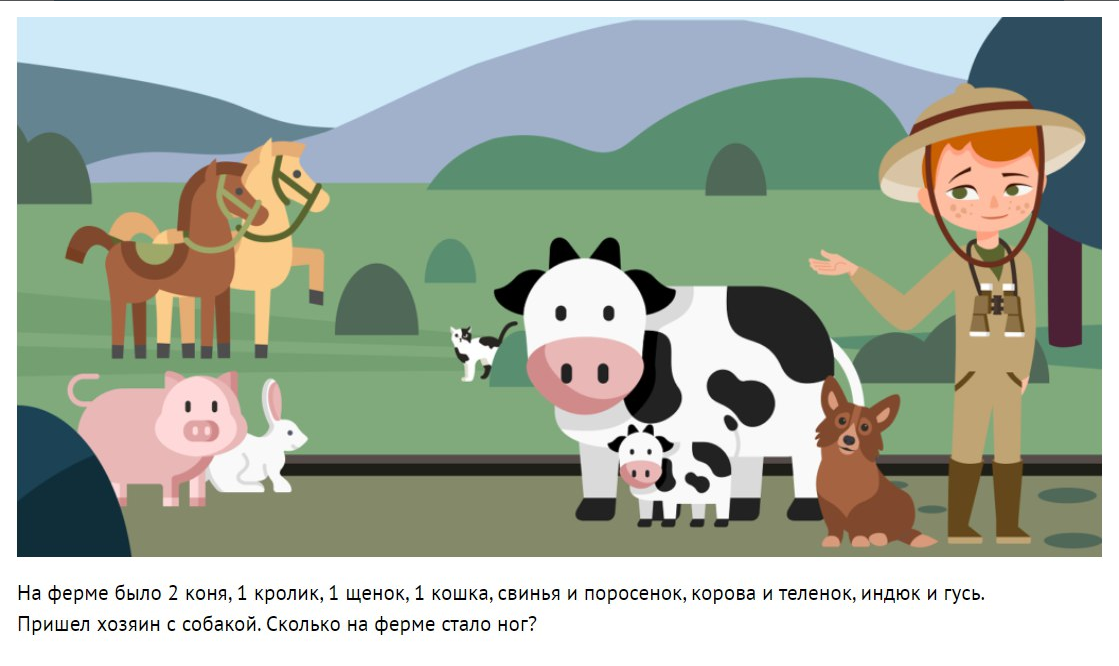 На ферме было 2 коня, 1 кролик, 1 щенок, 1 кошка, свинья и поросенок, корова и теленок, индюк и гусь.
Пришел хозяин с собакой. Сколько на ферме стало ног?